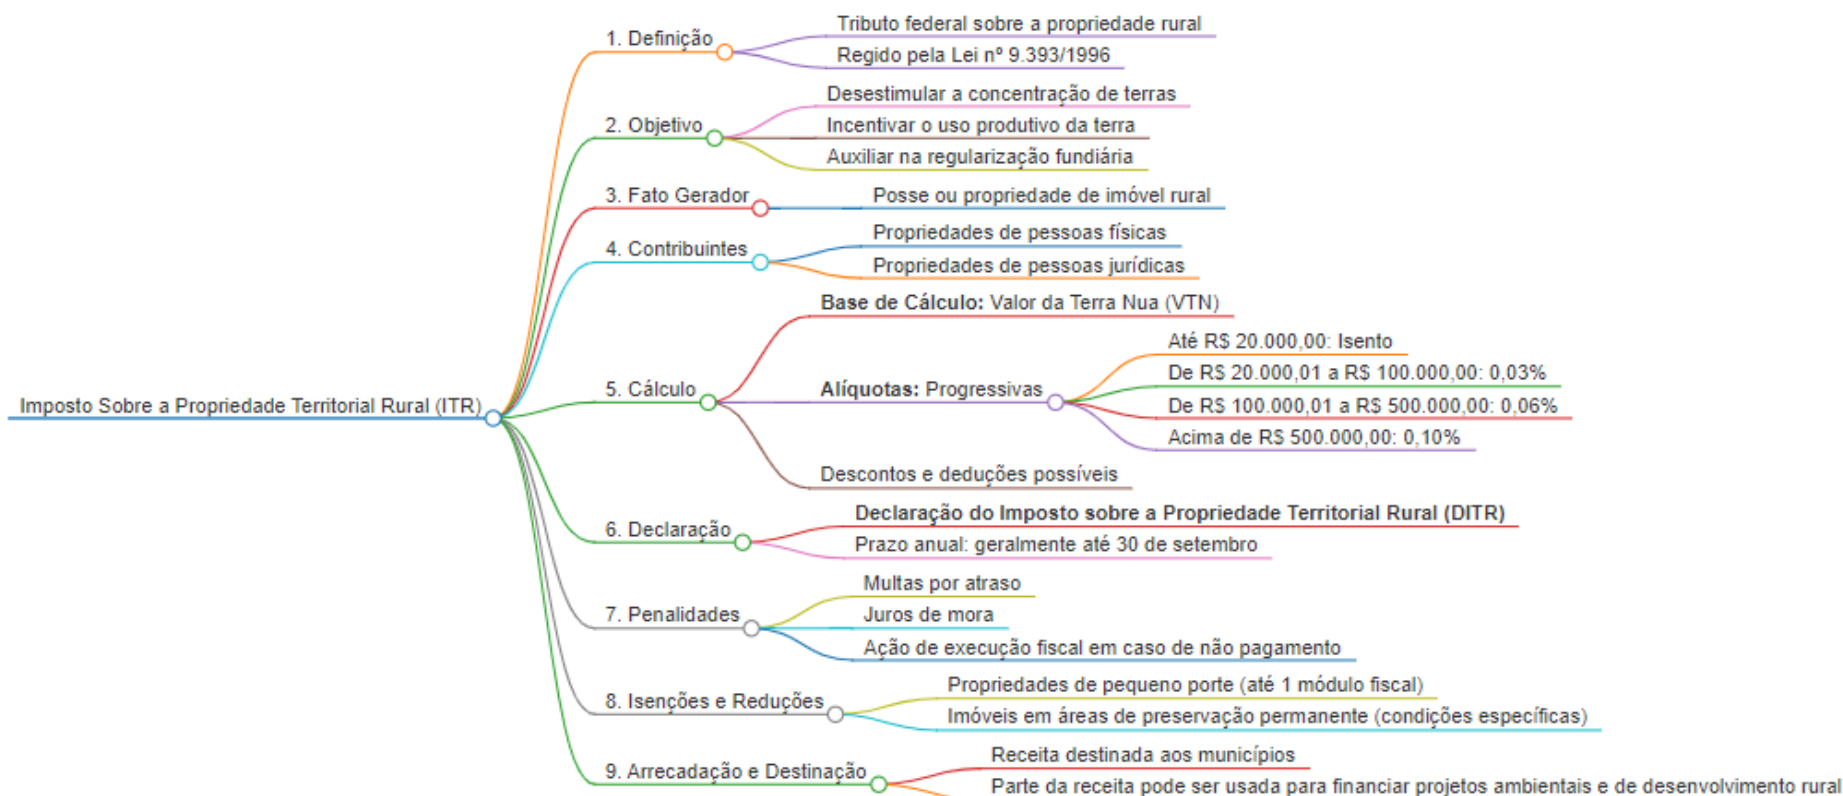 Imposto Sobre a Propriedade Territorial Rural (ITR)
1. Definição
Tributo federal sobre a propriedade rural
Regido pela Lei nº 9.393/1996
2. Objetivo
Desestimular a concentração de terras
Incentivar o uso produtivo da terra
Auxiliar na regularização fundiária
3. Fato Gerador
Posse ou propriedade de imóvel rural
4. Contribuintes
Propriedades de pessoas físicas
Propriedades de pessoas jurídicas
5. Cálculo
Base de Cálculo: Valor da Terra Nua (VTN)
Alíquotas: Progressivas
Até R$ 20.000,00: Isento
De R$ 20.000,01 a R$ 100.000,00: 0,03%
De R$ 100.000,01 a R$ 500.000,00: 0,06%
Acima de R$ 500.000,00: 0,10%
Descontos e deduções possíveis
6. Declaração
Declaração do Imposto sobre a Propriedade Territorial Rural (DITR)
Prazo anual: geralmente até 30 de setembro
7. Penalidades
Multas por atraso
Juros de mora
Ação de execução fiscal em caso de não pagamento
8. Isenções e Reduções
Propriedades de pequeno porte (até 1 módulo fiscal)
Imóveis em áreas de preservação permanente (condições específicas)
9. Arrecadação e Destinação
Receita destinada aos municípios
Parte da receita pode ser usada para financiar projetos ambientais e de desenvolvimento rural